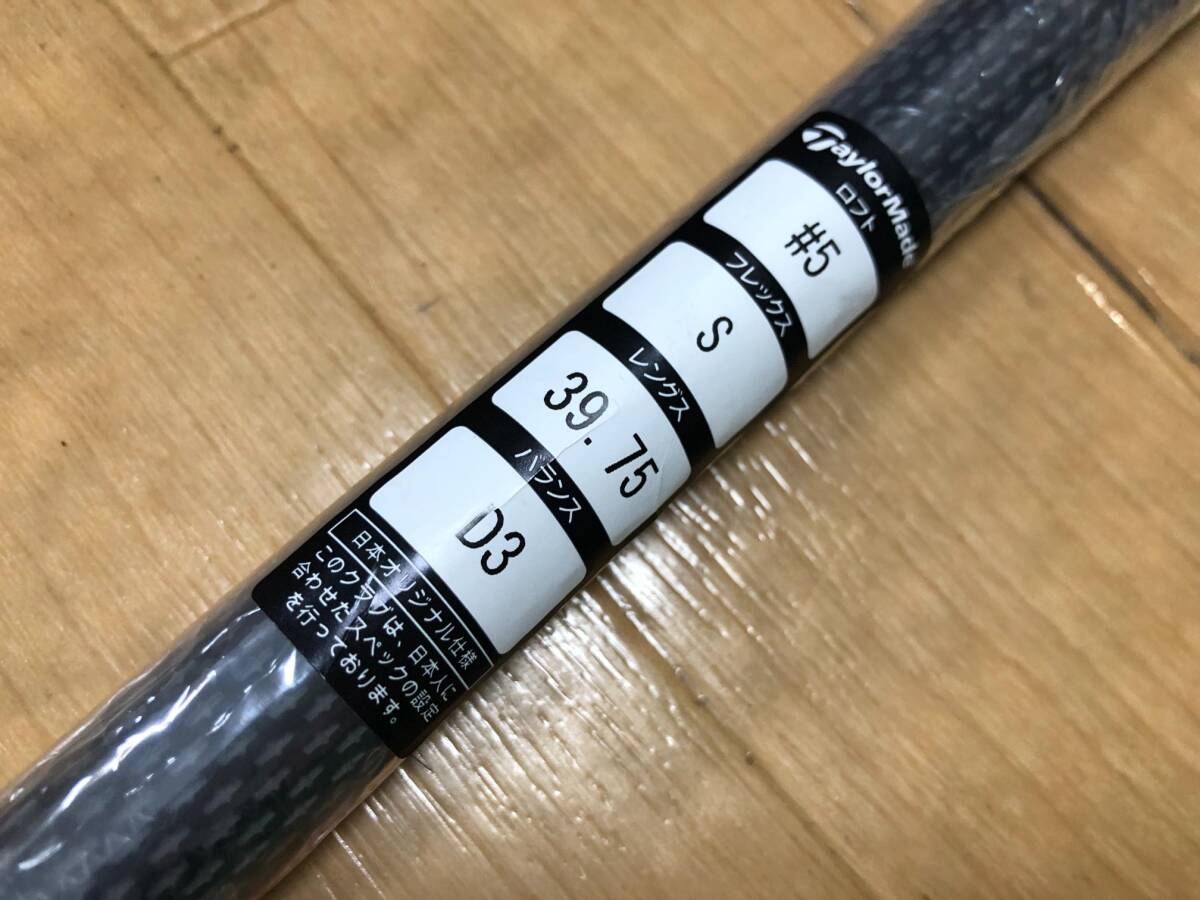 TaylorMade
ロフト
#5
フレックス
S
レングス
39.75
バランス
D3
日本オリジナル仕様
このクラブは、日本人に
合わせたスペックの設定
を行っております。